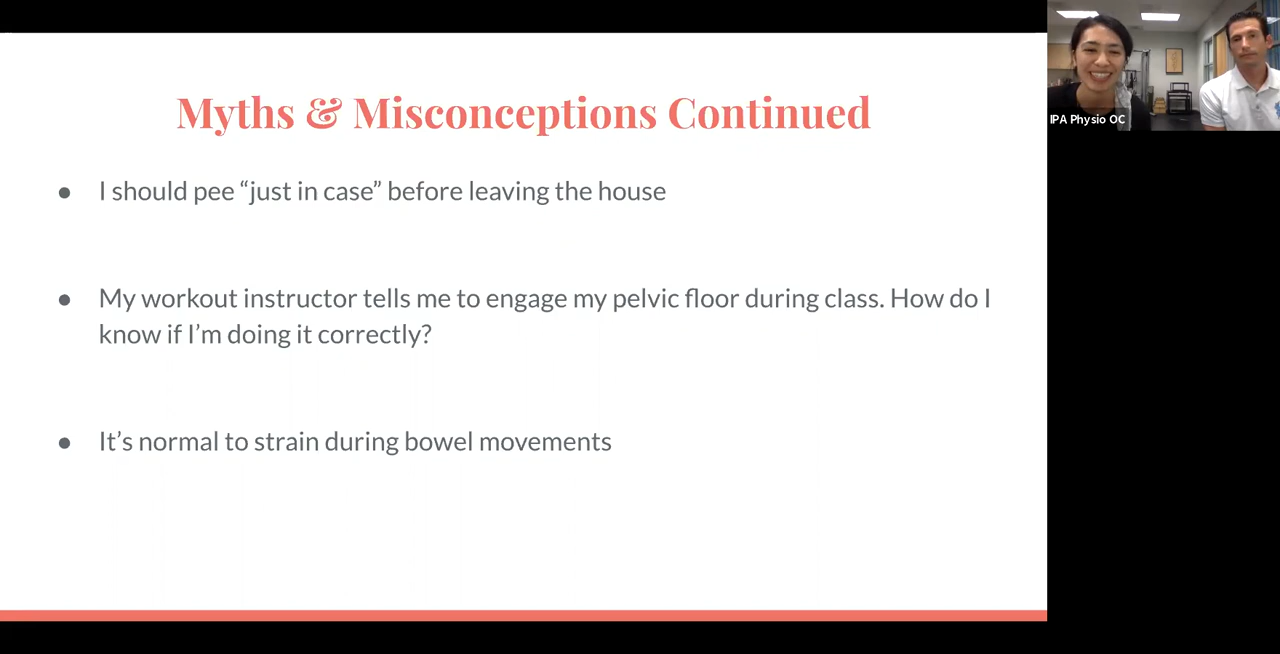 Myths & Misconceptions Continued
● I should pee “just in case” before leaving the house
● My workout instructor tells me to engage my pelvic floor during class. How do I
know if I’m doing it correctly?
● It’s normal to strain during bowel movements
IPA Physio OC